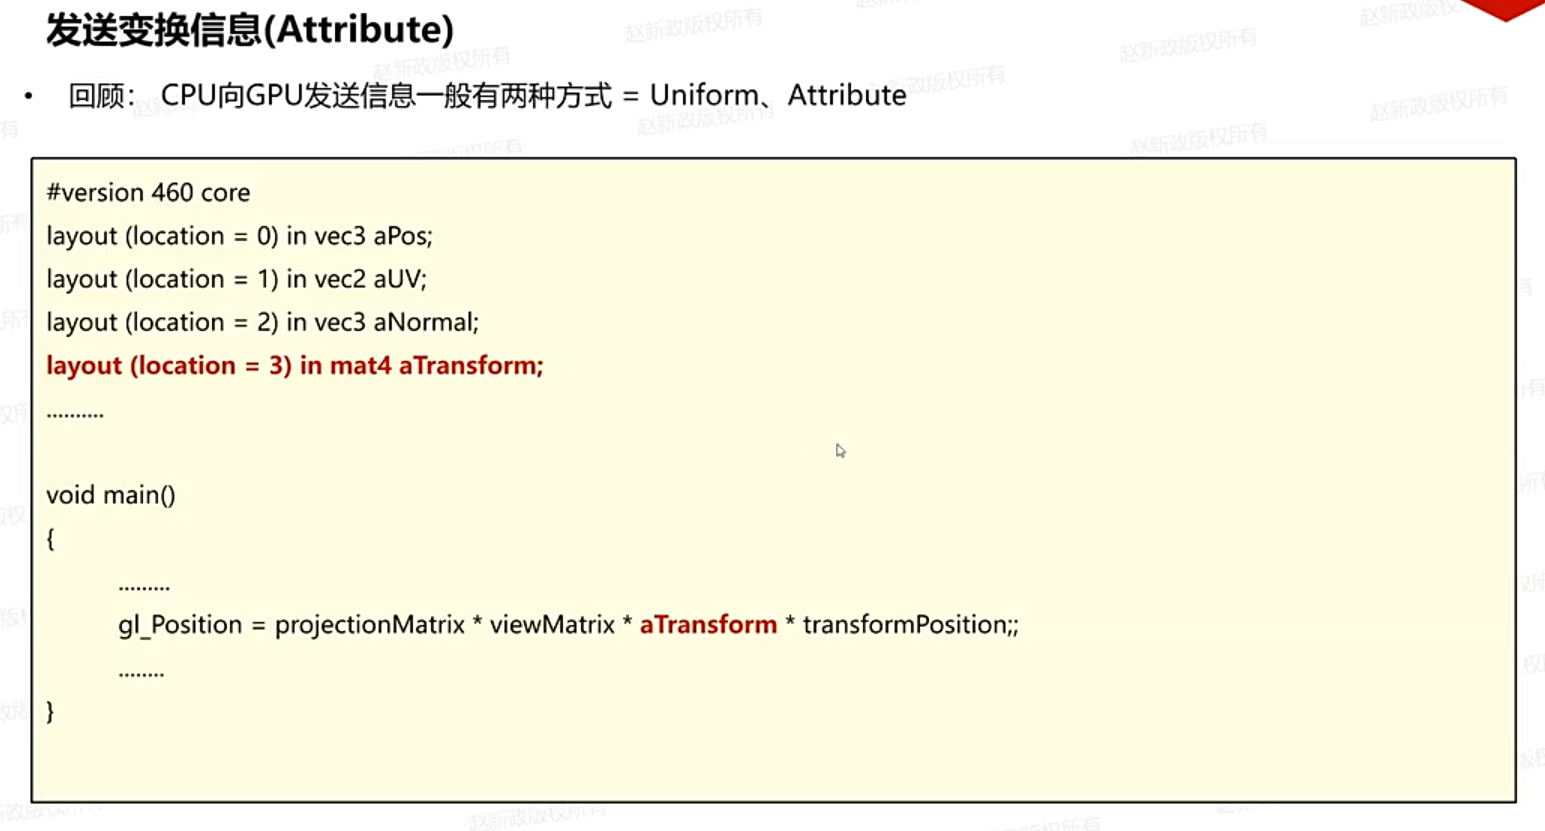 发送变换信息(Attribute)
• 回顾： CPU向GPU发送信息一般有两种方式 = Uniform、Attribute
#version 460 core
layout (location = 0) in vec3 aPos;
layout (location = 1) in vec2 aUV;
layout (location = 2) in vec3 aNormal;
layout (location = 3) in mat4 aTransform;
..........
void main()
{
.........
gl_Position = projectionMatrix * viewMatrix * aTransform * transformPosition;;
........
}
赵新政版权所有